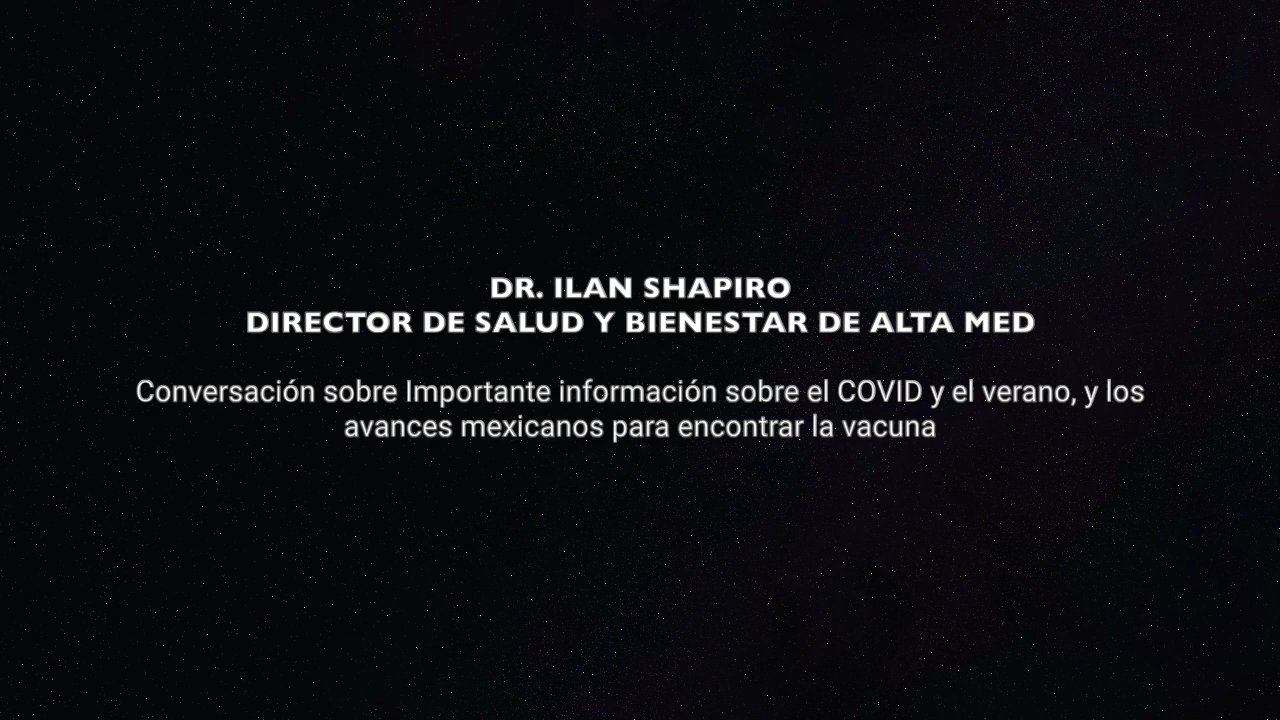 DR. ILAN SHAPIRO
DIRECTOR DE SALUD Y BIENESTAR DE ALTA MED
Conversación sobre Importante información sobre el COVID y el verano, y los
avances mexicanos para encontrar la vacuna